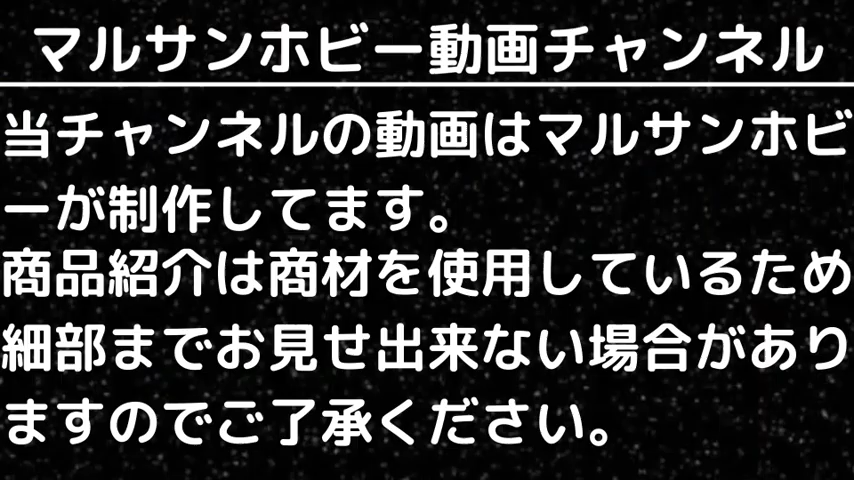 マルサンホビー動画チャンネル
当チャンネルの動画はマルサンホビ
ーが制作してます。
商品紹介は商材を使用しているため
細部までお見せ出来ない場合があり
ますのでご了承ください。